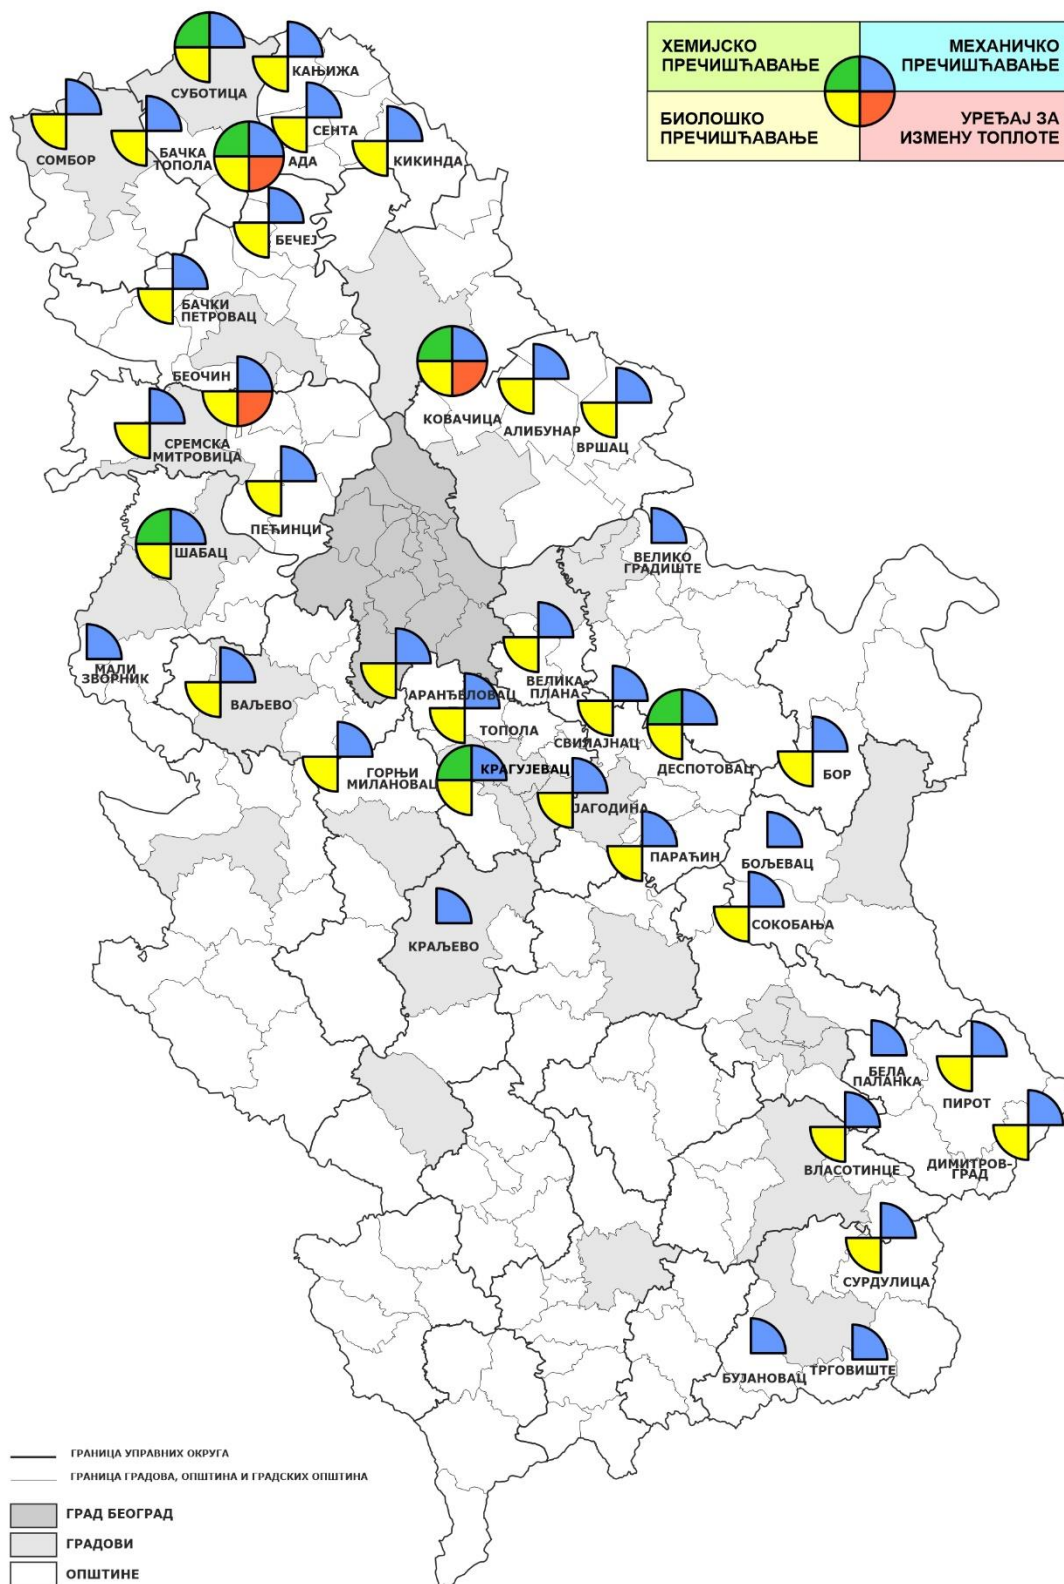 ХЕМИЈСКО
ПРЕЧИШЋАВАЊЕ
МЕХАНИЧКО
ПРЕЧИШЋАВАЊЕ
БИОЛОШКО
ПРЕЧИШЋАВАЊЕ
УРЕЂАЈ ЗА
ИЗМЕНУ ТОПЛОТЕ
СУБОТИЦА
КАЊИЖА
СЕНТА
СОМБОР
БАЧКА
ТОПОЛА
АДА
КИКИНДА
БЕЧЕЈ
БАЧКИ
ПЕТРОВАЦ
БЕОЧИН
КОВАЧИЦА
АЛИБУНАР
ВРШАЦ
СРЕМСКА
МИТРОВИЦА
ПЕЋИНЦИ
ШАБАЦ
ВЕЛИКО
ГРАДИШТЕ
МАЛИ
ЗВОРНИК
ВАЉЕВО
АРАНЂЕЛОВАЦ
ВЕЛИКА
ПЛАНА
ТОПОЛА
СВИЛАЈНАЦ
ДЕСПОТОВАЦ
БОР
ГОРЊИ
МИЛАНОВАЦ
КРАГУЈЕВАЦ
ЈАГОДИНА
ПАРАЋИН
БОЉЕВАЦ
СОКОБАЊА
КРАЉЕВО
БЕЛА
ПАЛАНКА
ПИРОТ
ВЛАСОТИНЦЕ
ДИМИТРОВ-
ГРАД
СУРДУЛИЦА
БУЈАНОВАЦ
ТРГОВИШТЕ
ГРАНИЦА УПРАВНИХ ОКРУГА
ГРАНИЦА ГРАДОВА, ОПШТИНА И ГРАДСКИХ ОПШТИНА
ГРАД БЕОГРАД
ГРАДОВИ
ОПШТИНЕ